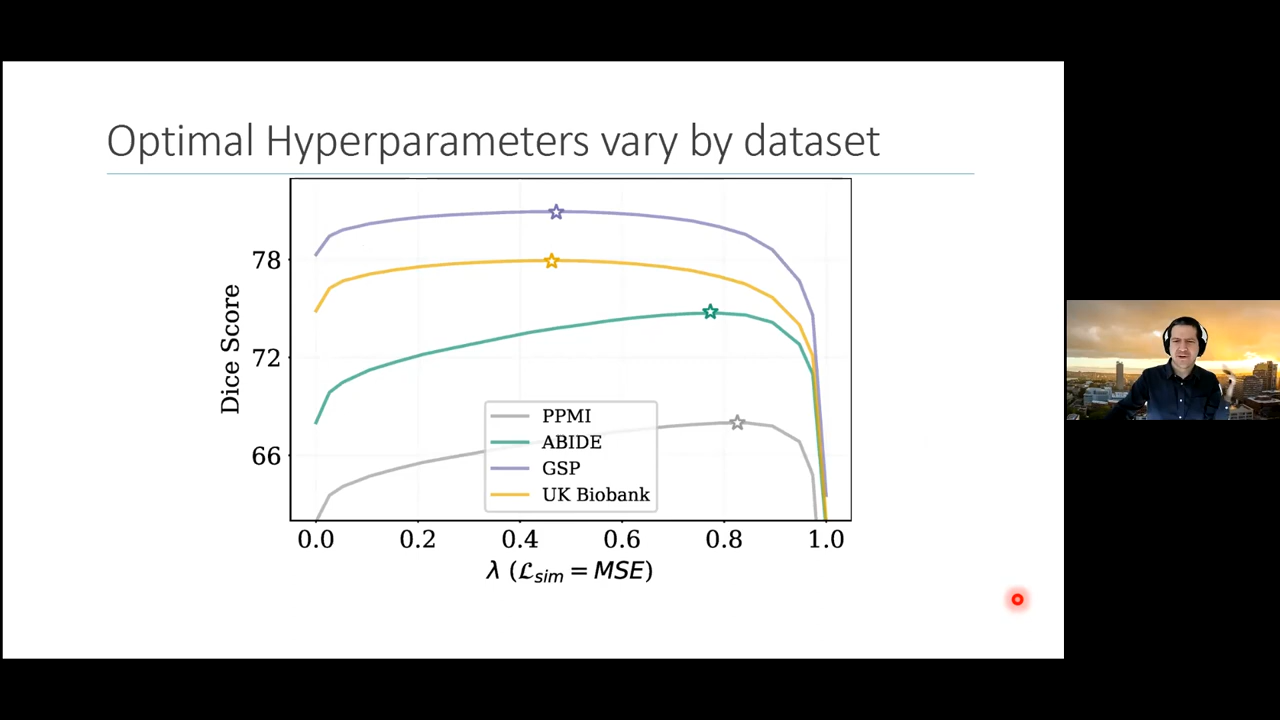 Optimal Hyperparameters vary by dataset
78
72
66
Dice Score
PPMI
ABIDE
GSP
UK Biobank
0.0 0.2 0.4 0.6 0.8 1.0
λ (ℒsim = MSE)